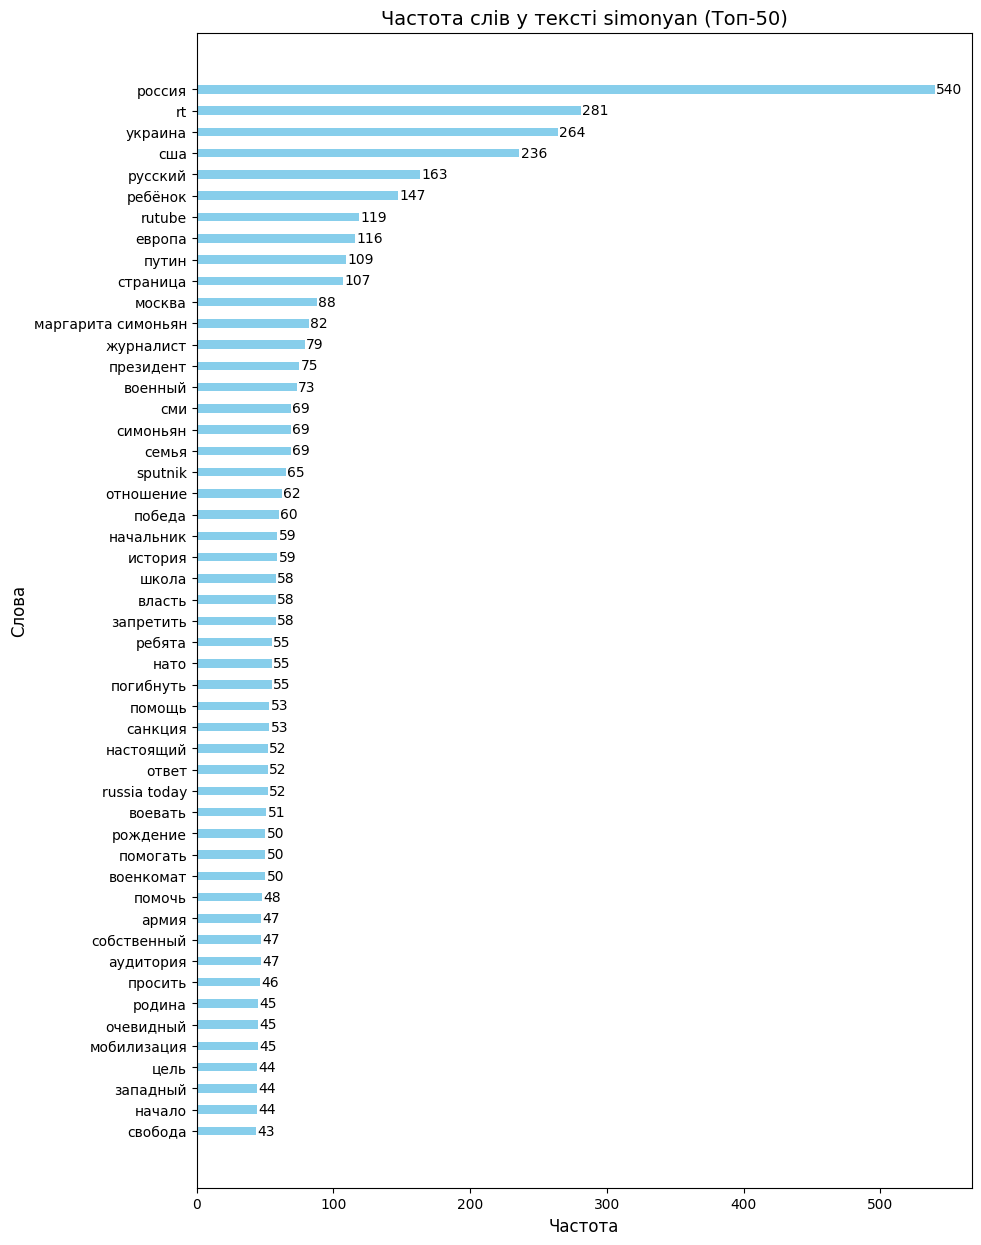 Частота слів у тексті simonyan (Топ-50)
Слова
россия 540
rt 281
украина 264
сша 236
русский 163
ребёнок 147
rutube 119
европа 116
путин 109
страница 107
москва 88
маргарита симоньян 82
журналист 79
президент 75
военный 73
сми 69
симоньян 69
семья 69
sputnik 65
отношение 62
победа 60
начальник 59
история 59
школа 58
власть 58
запретить 58
ребята 55
нато 55
погибнуть 55
помощь 53
санкция 53
настоящий 52
ответ 52
russia today 52
воевать 51
рождение 50
помогать 50
военкомат 50
помочь 48
армия 47
собственный 47
аудитория 47
просить 46
родина 45
очевидный 45
мобилизация 45
цель 44
западный 44
начало 44
свобода 43
0 100 200 300 400 500
Частота